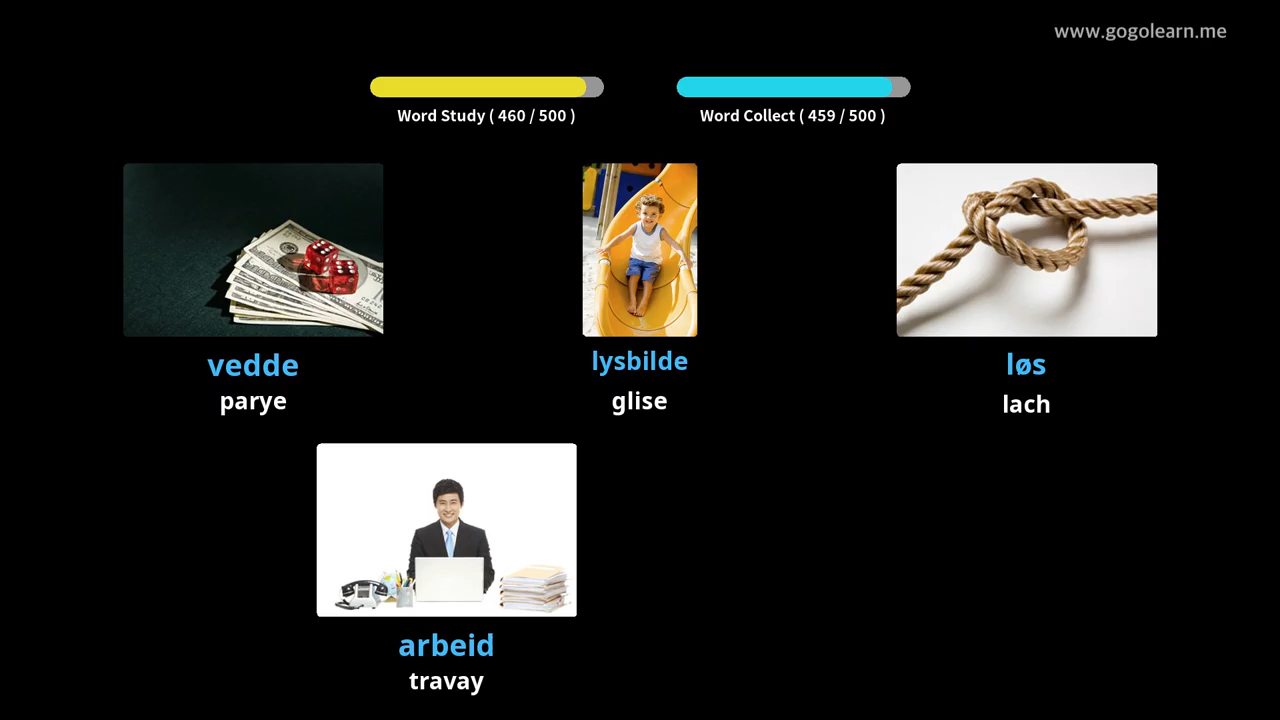 www.gogolearn.me
Word Study ( 460 / 500 )
Word Collect ( 459 / 500 )
vedde
parye
lysbilde
glise
løs
lach
arbeid
travay